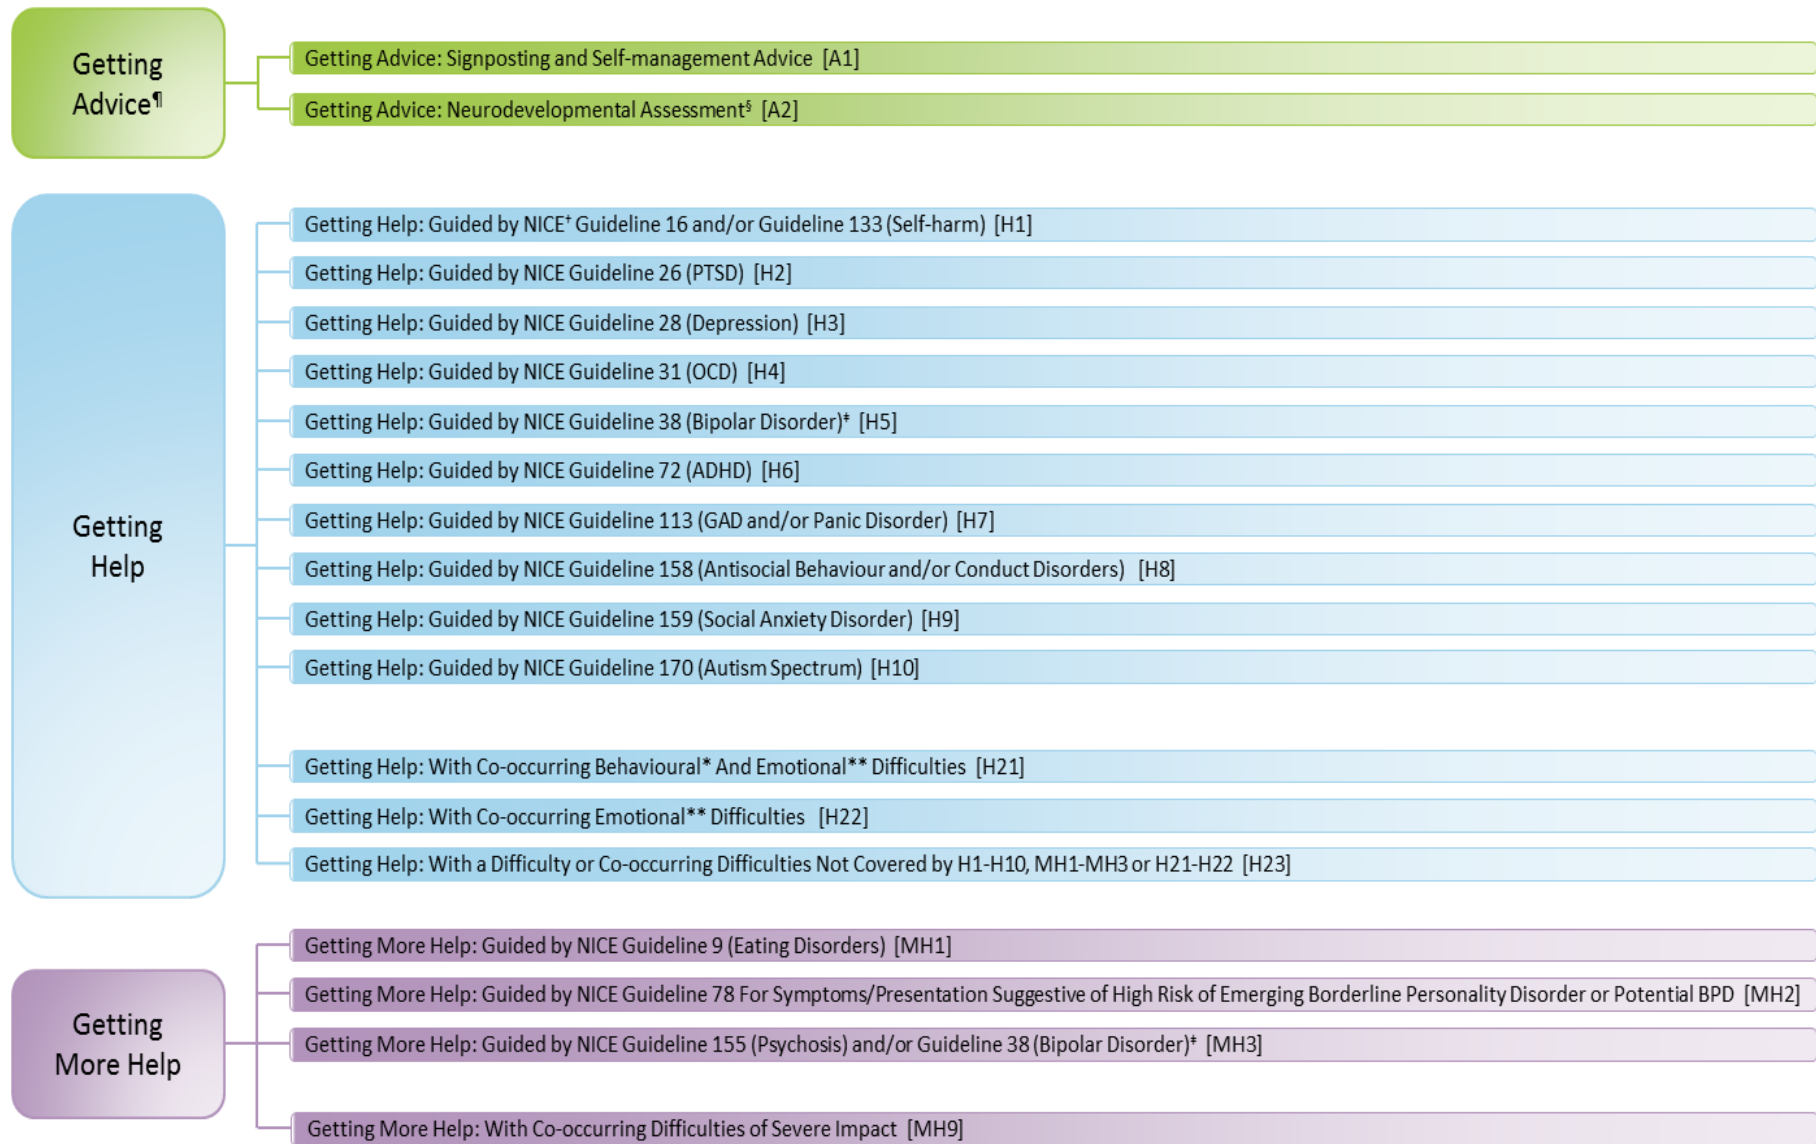 Getting
Advice¶
Getting Advice: Signposting and Self-management Advice [A1]
Getting Advice: Neurodevelopmental Assessment§ [A2]
Getting
Help
Getting Help: Guided by NICE⁺ Guideline 16 and/or Guideline 133 (Self-harm) [H1]
Getting Help: Guided by NICE Guideline 26 (PTSD) [H2]
Getting Help: Guided by NICE Guideline 28 (Depression) [H3]
Getting Help: Guided by NICE Guideline 31 (OCD) [H4]
Getting Help: Guided by NICE Guideline 38 (Bipolar Disorder)‡ [H5]
Getting Help: Guided by NICE Guideline 72 (ADHD) [H6]
Getting Help: Guided by NICE Guideline 113 (GAD and/or Panic Disorder) [H7]
Getting Help: Guided by NICE Guideline 158 (Antisocial Behaviour and/or Conduct Disorders) [H8]
Getting Help: Guided by NICE Guideline 159 (Social Anxiety Disorder) [H9]
Getting Help: Guided by NICE Guideline 170 (Autism Spectrum) [H10]
Getting Help: With Co-occurring Behavioural* And Emotional** Difficulties [H21]
Getting Help: With Co-occurring Emotional** Difficulties [H22]
Getting Help: With a Difficulty or Co-occurring Difficulties Not Covered by H1-H10, MH1-MH3 or H21-H22 [H23]
Getting
More Help
Getting More Help: Guided by NICE Guideline 9 (Eating Disorders) [MH1]
Getting More Help: Guided by NICE Guideline 78 For Symptoms/Presentation Suggestive of High Risk of Emerging Borderline Personality Disorder or Potential BPD [MH2]
Getting More Help: Guided by NICE Guideline 155 (Psychosis) and/or Guideline 38 (Bipolar Disorder)‡ [MH3]
Getting More Help: With Co-occurring Difficulties of Severe Impact [MH9]